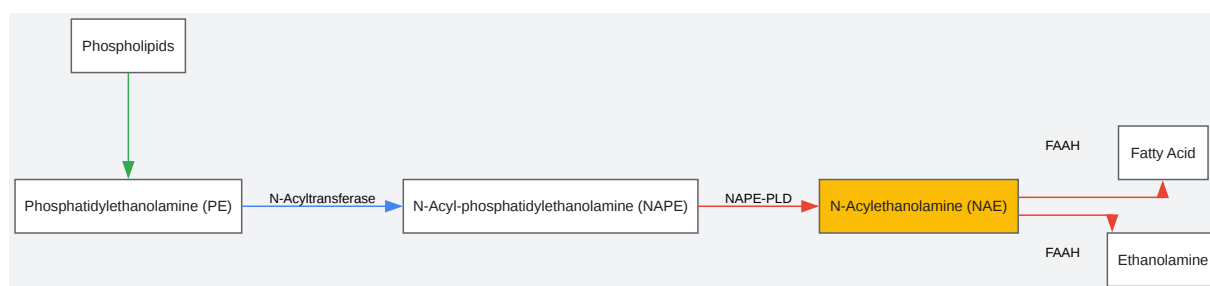 Phospholipids
FAAH
Fatty Acid
Phosphatidylethanolamine (PE)
N-Acyltransferase
N-Acyl-phosphatidylethanolamine (NAPE)
NAPE-PLD
N-Acylethanolamine (NAE)
FAAH
Ethanolamine